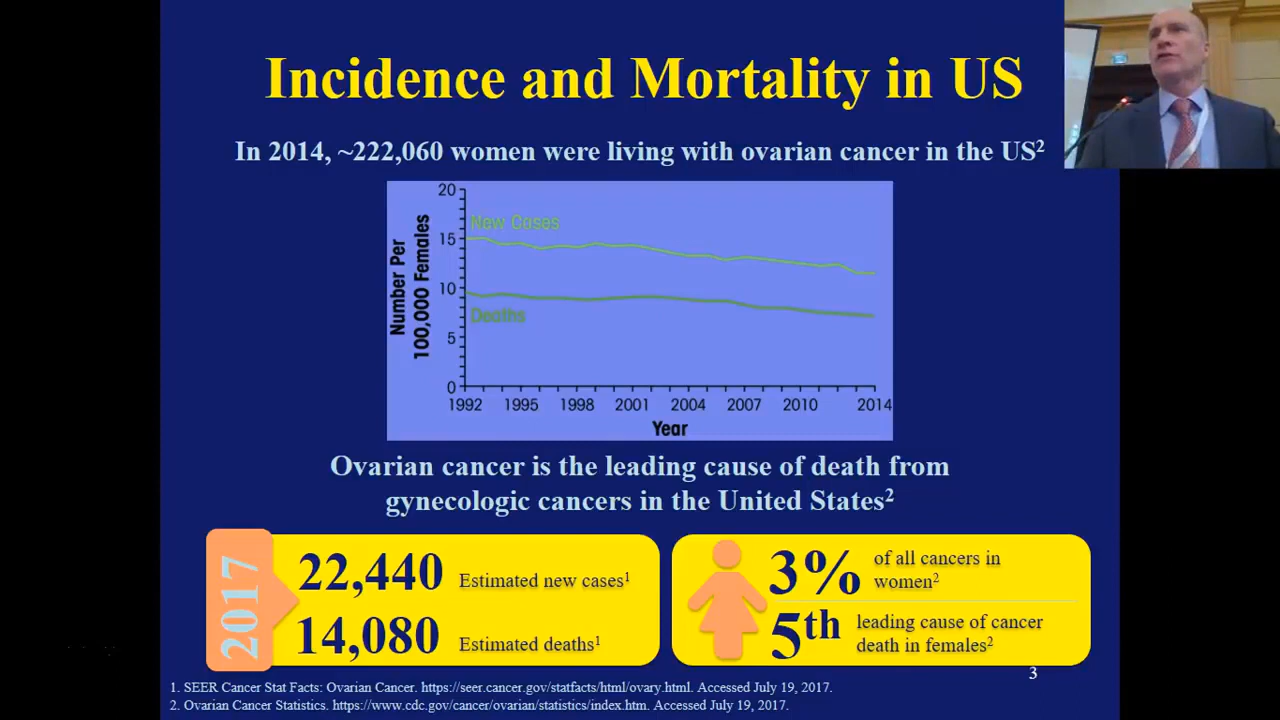 Incidence and Mortality in US
In 2014, ~222,060 women were living with ovarian cancer in the US2
20
15
10
5
0
Number Per
100,000 Females
New Cases
Deaths
1992 1995 1998 2001 2004 2007 2010 2014
Year
Ovarian cancer is the leading cause of death from
gynecologic cancers in the United States2
2017
22,440 Estimated new cases1
14,080 Estimated deaths1
3% of all cancers in
women2
5th leading cause of cancer
death in females2
3
1. SEER Cancer Stat Facts: Ovarian Cancer. https://seer.cancer.gov/statfacts/html/ovary.html. Accessed July 19, 2017.
2. Ovarian Cancer Statistics. https://www.cdc.gov/cancer/ovarian/statistics/index.htm. Accessed July 19, 2017.